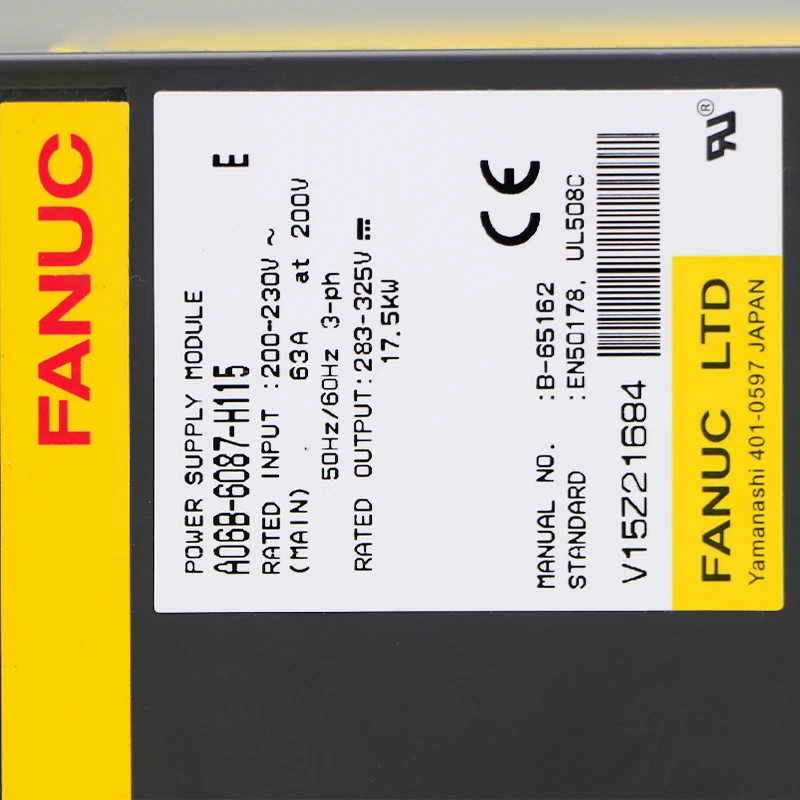 FANUC
POWER SUPPLY MODULE
A06B-6087-H115 E
RATED INPUT :200-230V ~
(MAIN) 63A at 200V
50Hz/60Hz 3-ph
RATED OUTPUT:283-325V ⎓
17.5KW
MANUAL NO. :B-65162
STANDARD :EN50178, UL508C
V15Z21684
CE
RU®
FANUC LTD
Yamanashi 401-0597 JAPAN